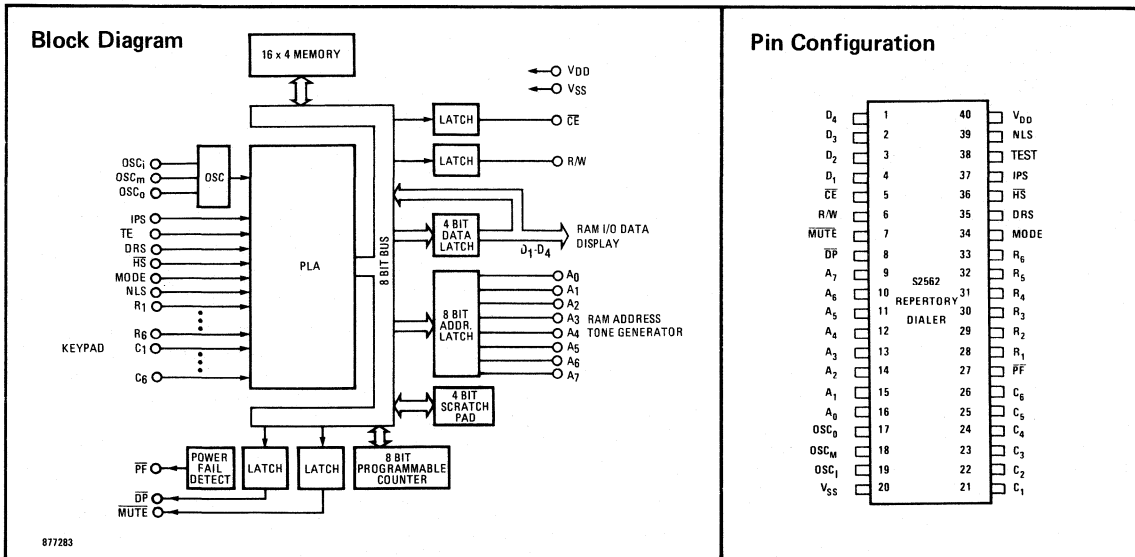 Block Diagram
16 x 4 MEMORY
VDD
VSS
LATCH
CE
LATCH
R/W
OSCi
OSCm
OSCo
OSC
IPS
TE
DRS
HS
MODE
NLS
R1
R6
C1
C6
KEYPAD
PLA
8 BIT BUS
4 BIT
DATA
LATCH
D1-D4
RAM I/O DATA
DISPLAY
8 BIT
ADDR.
LATCH
A0
A1
A2
A3 RAM ADDRESS
A4 TONE GENERATOR
A5
A6
A7
4 BIT
SCRATCH
PAD
PF
POWER
FAIL
DETECT
LATCH
LATCH
8 BIT
PROGRAMMABLE
COUNTER
DP
MUTE
877283
Pin Configuration
D4 1 40 VDD
D3 2 39 NLS
D2 3 38 TEST
D1 4 37 IPS
CE 5 36 HS
R/W 6 35 DRS
MUTE 7 34 MODE
DP 8 33 R6
A7 9 32 R5
A6 10 31 R4
A5 11 30 R3
A4 12 29 R2
A3 13 28 R1
A2 14 27 PF
A1 15 26 C6
A0 16 25 C5
OSC0 17 24 C4
OSCM 18 23 C3
OSCI 19 22 C2
VSS 20 21 C1
S2562
REPERTORY
DIALER